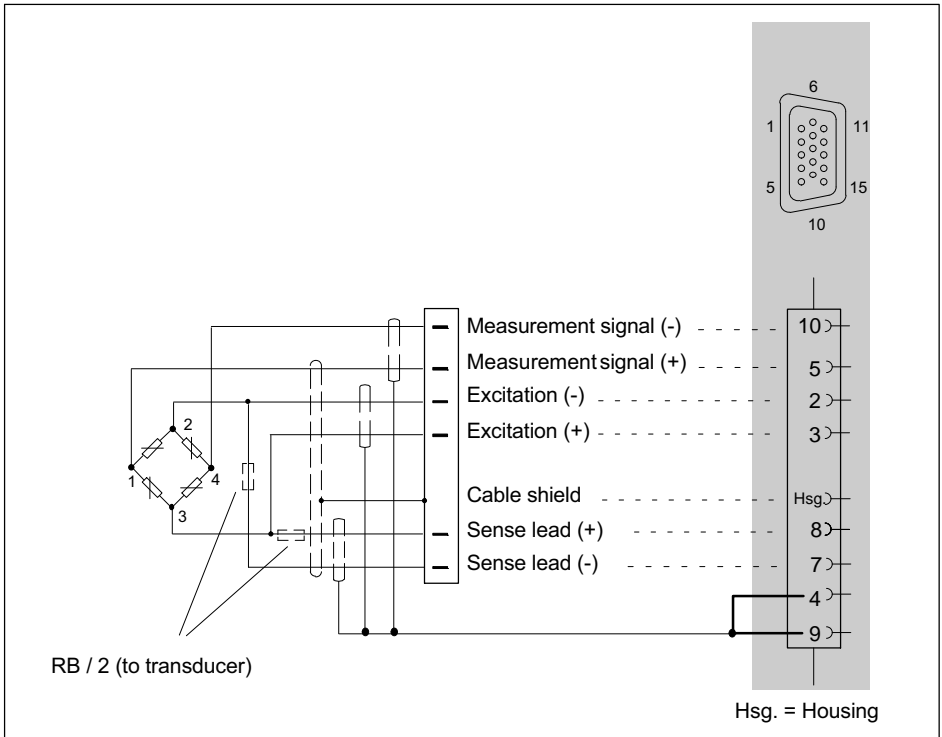 6
1
11
5
15
10
Measurement signal (-)
10
Measurement signal (+)
5
Excitation (-)
2
Excitation (+)
3
2
1
4
3
Cable shield
Hsg.
Sense lead (+)
8
Sense lead (-)
7
4
9
RB / 2 (to transducer)
Hsg. = Housing